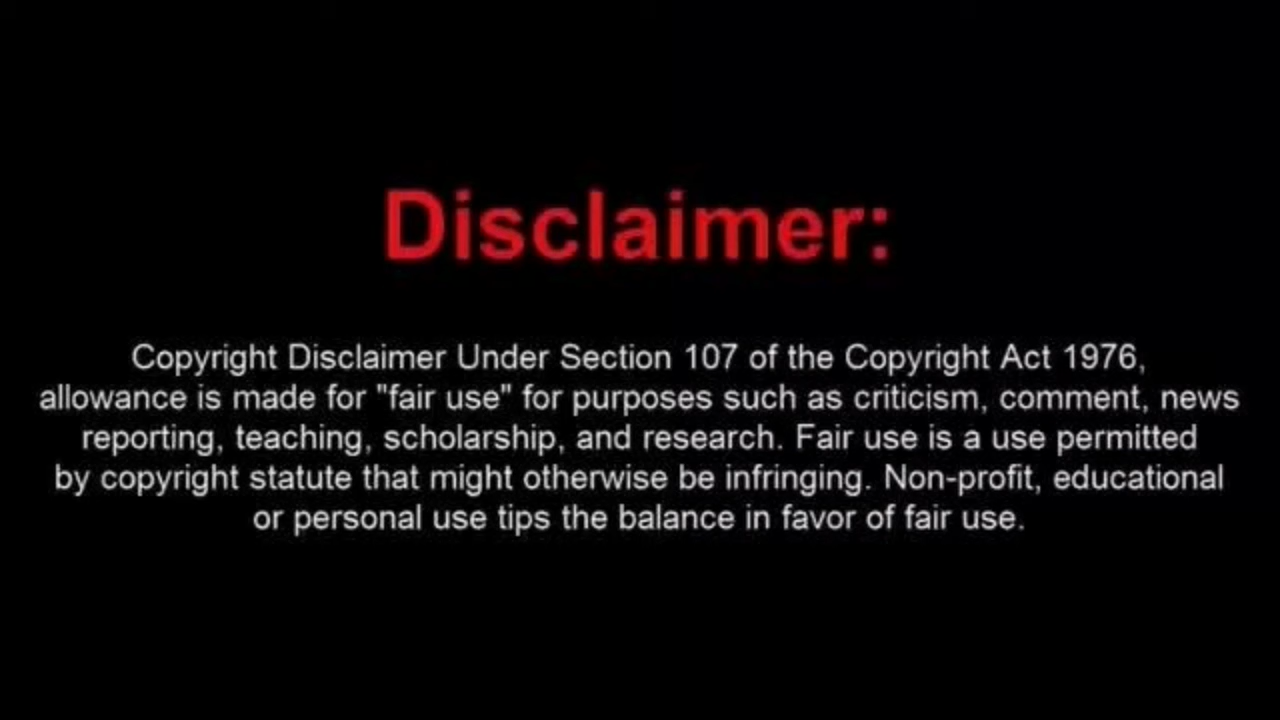 Disclaimer:
Copyright Disclaimer Under Section 107 of the Copyright Act 1976,
allowance is made for "fair use" for purposes such as criticism, comment, news
reporting, teaching, scholarship, and research. Fair use is a use permitted
by copyright statute that might otherwise be infringing. Non-profit, educational
or personal use tips the balance in favor of fair use.